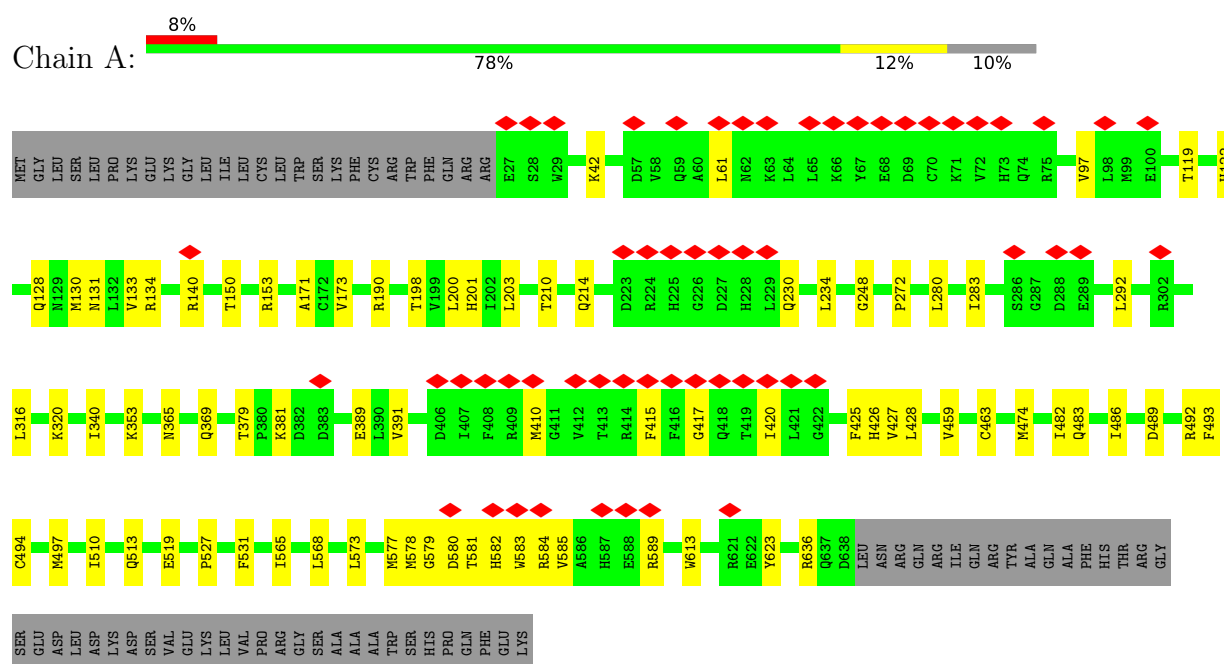 8%
Chain A:
78% 12% 10%
MET GLY LEU SER LEU PRO LYS GLU LYS GLY LEU ILE LEU CYS LEU TRP SER LYS PHE CYS ARG TRP PHE GLN ARG ARG E27 S28 W29 K42 D57 V58 Q59 A60 L61 N62 K63 L64 L65 K66 Y67 E68 D69 C70 K71 V72 H73 Q74 R75 V97 L98 M99 E100 T119
Q128 N129 M130 N131 L132 V133 R134 R140 T150 R153 A171 C172 V173 R190 T198 V199 L200 H201 I202 L203 T210 Q214 D223 R224 H225 G226 D227 H228 L229 Q230 L234 G248 P272 L280 I283 S286 G287 D288 E289 L292 R302
L316 K320 I340 K353 N365 Q369 T379 P380 K381 D382 D383 E389 L390 V391 D406 I407 F408 R409 M410 G411 V412 T413 R414 F415 F416 G417 Q418 T419 I420 L421 G422 F425 H426 V427 L428 V459 C463 M474 I482 Q483 I486 D489 R492 F493
C494 M497 I510 Q513 E519 P527 F531 I565 L568 L573 M577 M578 G579 D580 T581 H582 W583 R584 V585 A586 H587 E588 R589 W613 R621 E622 Y623 R636 Q637 D638 LEU ASN ARG GLN ARG ILE GLN ARG TYR ALA GLN ALA PHE HIS THR ARG GLY
SER GLU ASP LEU ASP LYS ASP SER VAL GLU LYS LEU VAL PRO ARG GLY SER ALA ALA ALA TRP SER HIS PRO GLN PHE GLU LYS